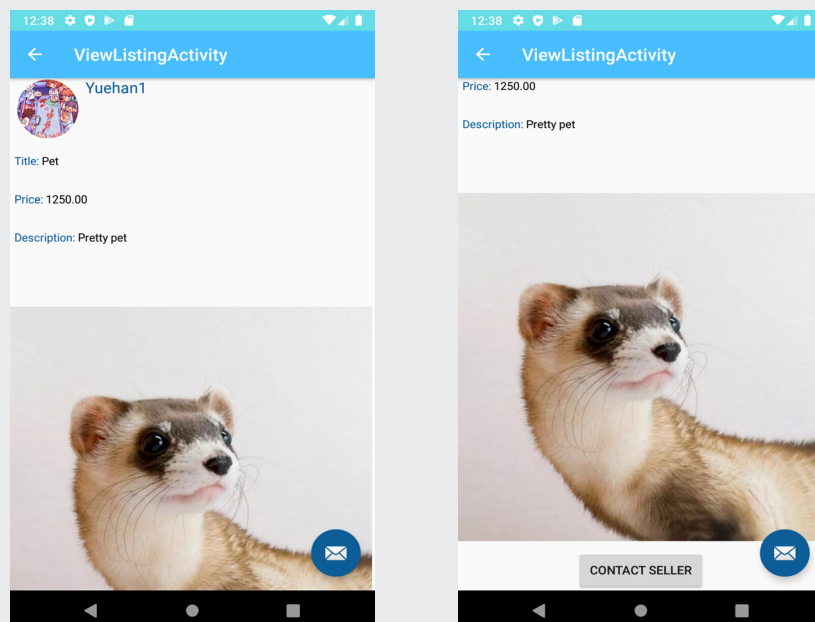 12:38
ViewListingActivity
Yuehan1
Title: Pet
Price: 1250.00
Description: Pretty pet
12:38
ViewListingActivity
Price: 1250.00
Description: Pretty pet
CONTACT SELLER